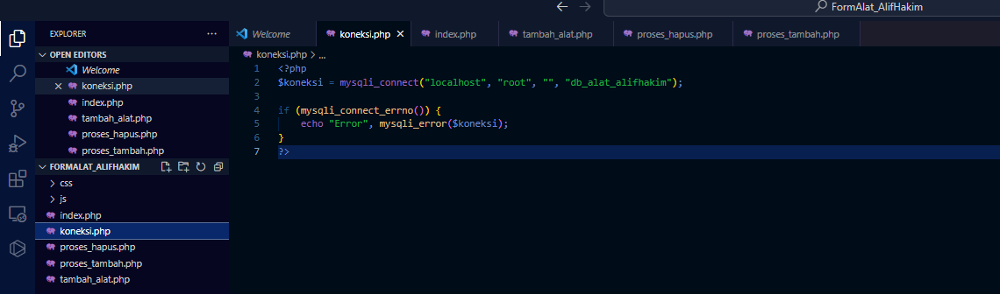 FormAlat_AlifHakim
EXPLORER
OPEN EDITORS
Welcome
koneksi.php
index.php
tambah_alat.php
proses_hapus.php
proses_tambah.php
FORMALAT_ALIFHAKIM
css
js
index.php
koneksi.php
proses_hapus.php
proses_tambah.php
tambah_alat.php
Welcome koneksi.php index.php tambah_alat.php proses_hapus.php proses_tambah.php
koneksi.php > ...
1 <?php
2 $koneksi = mysqli_connect("localhost", "root", "", "db_alat_alifhakim");
3
4 if (mysqli_connect_errno()) {
5 echo "Error", mysqli_error($koneksi);
6 }
7 ?>